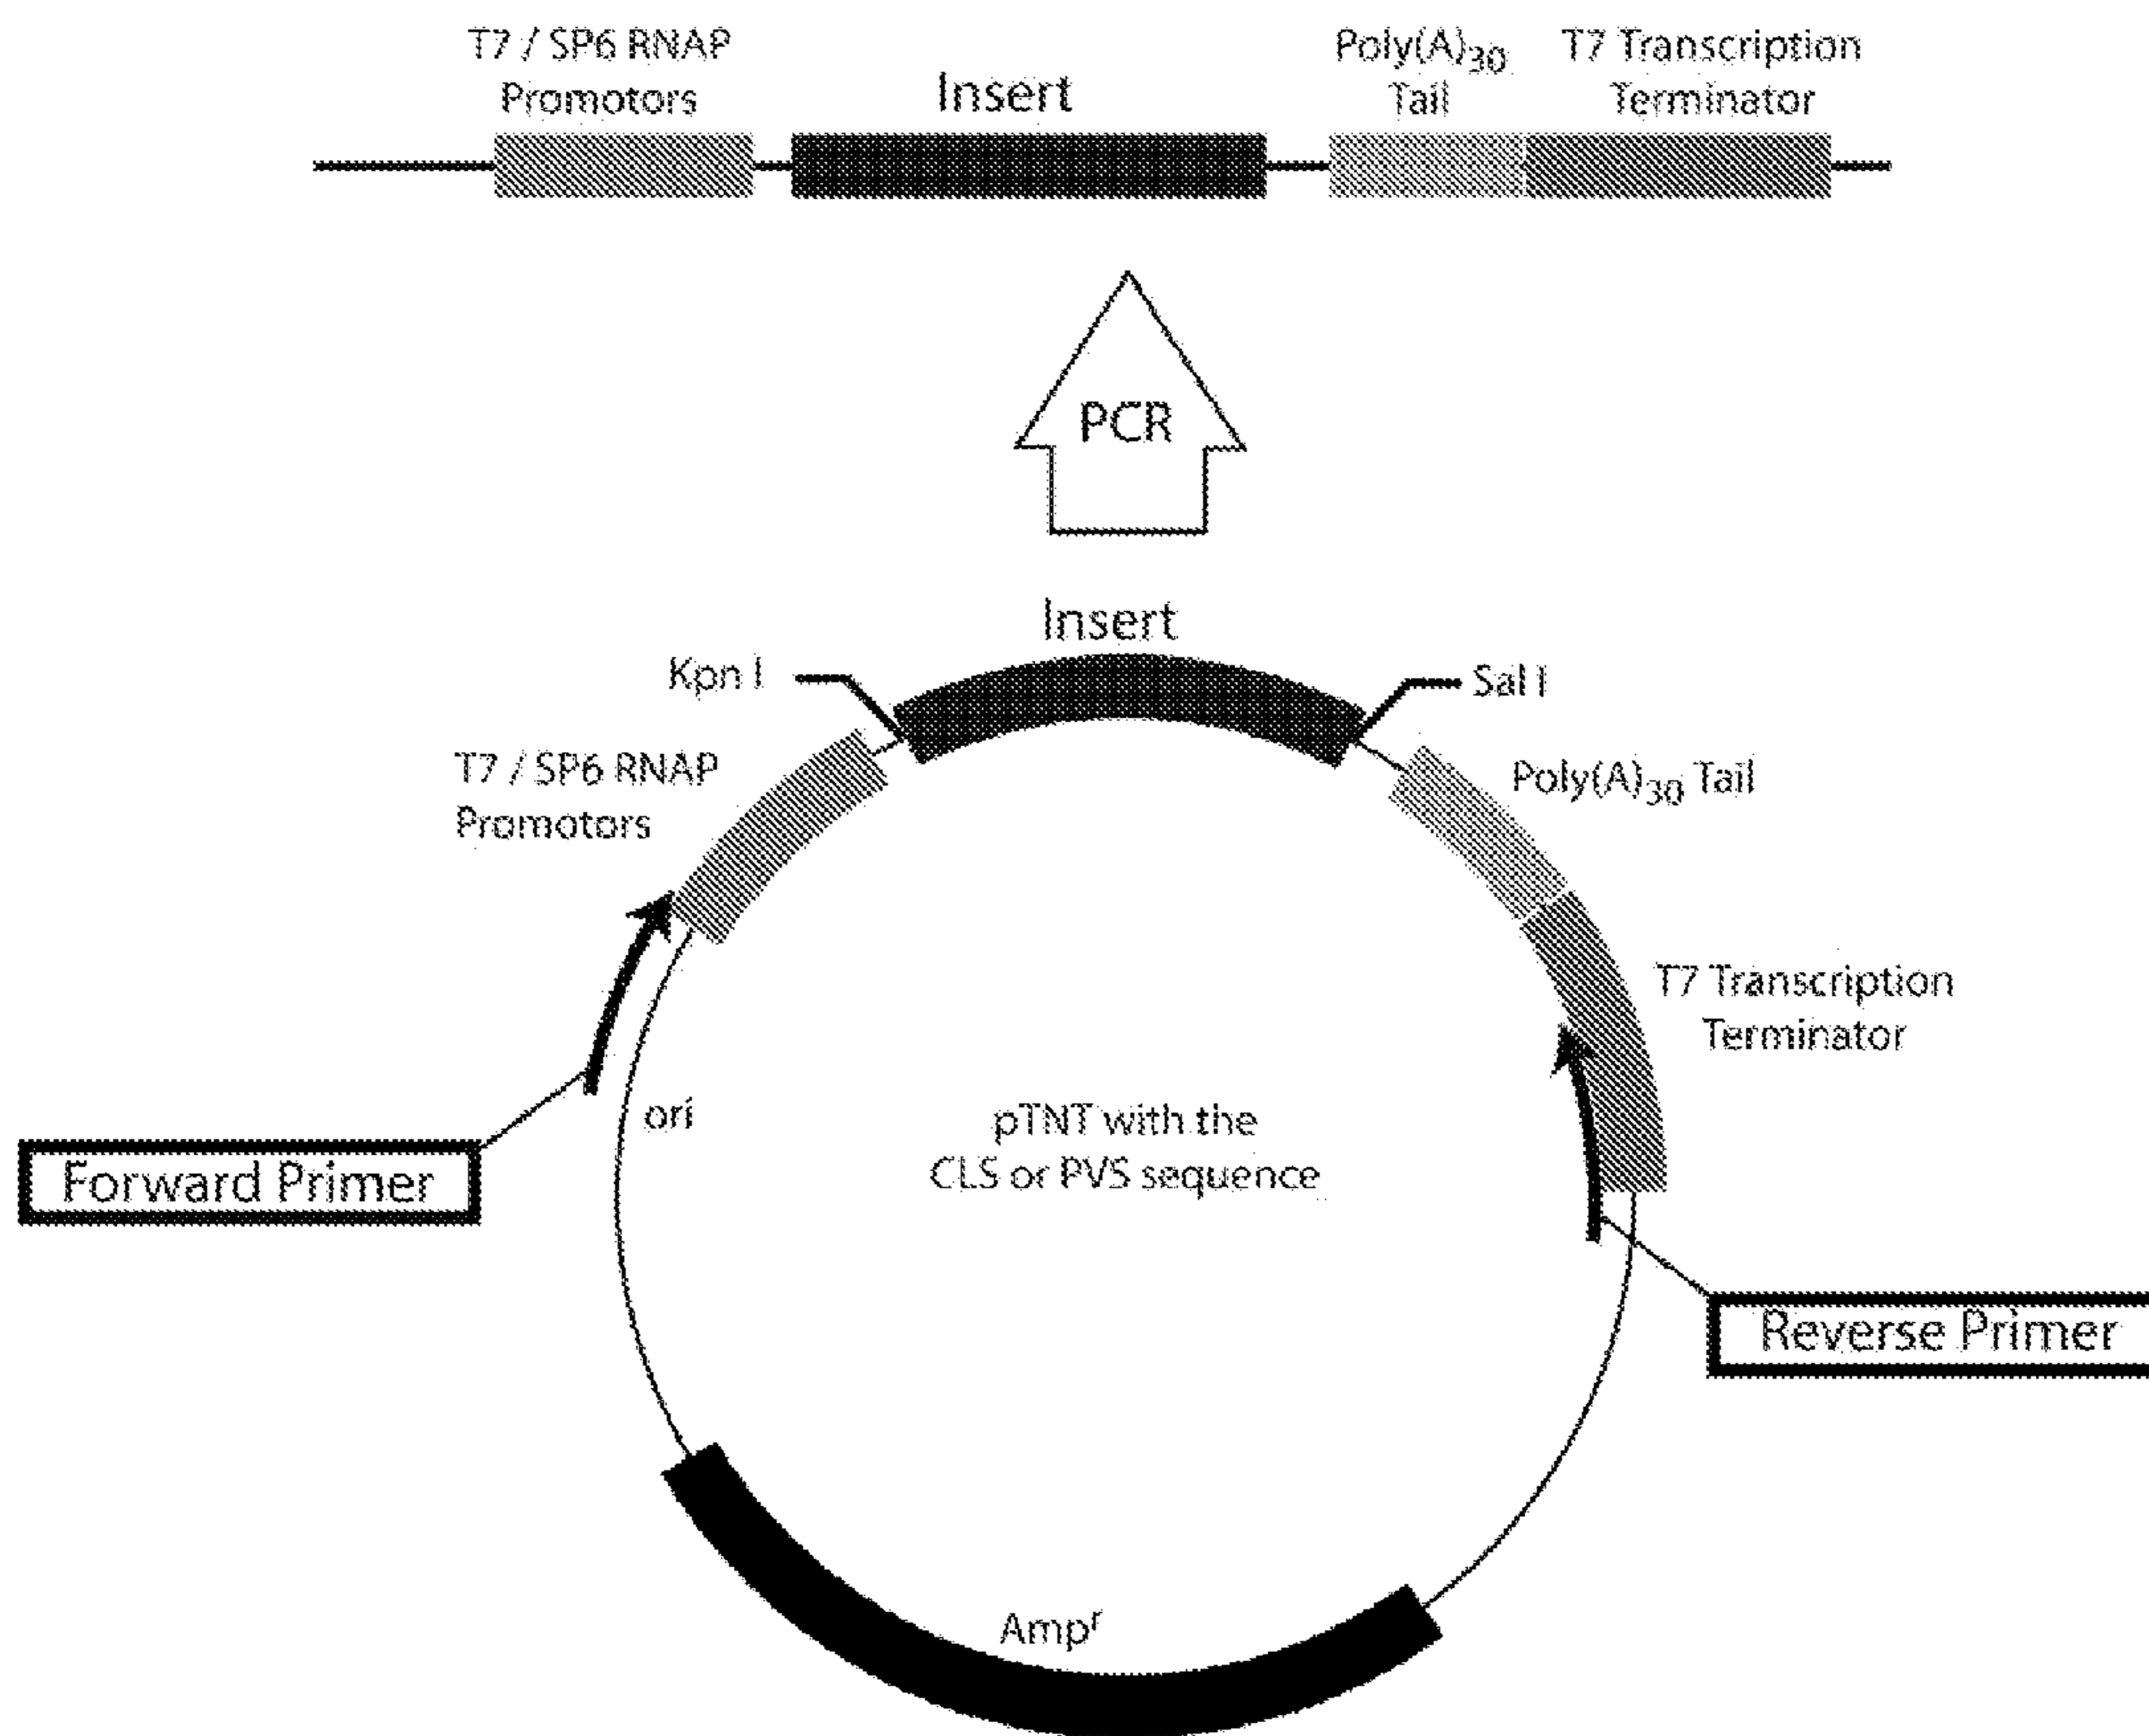 T7 / SP6 RNAP
Promotors
Insert
Poly(A)30
Tail
T7 Transcription
Terminator
PCR
Insert
Kpn I
Sal I
T7 / SP6 RNAP
Promotors
Poly(A)30 Tail
T7 Transcription
Terminator
ori
pTNT with the
CLS or PVS sequence
Forward Primer
Reverse Primer
Ampr